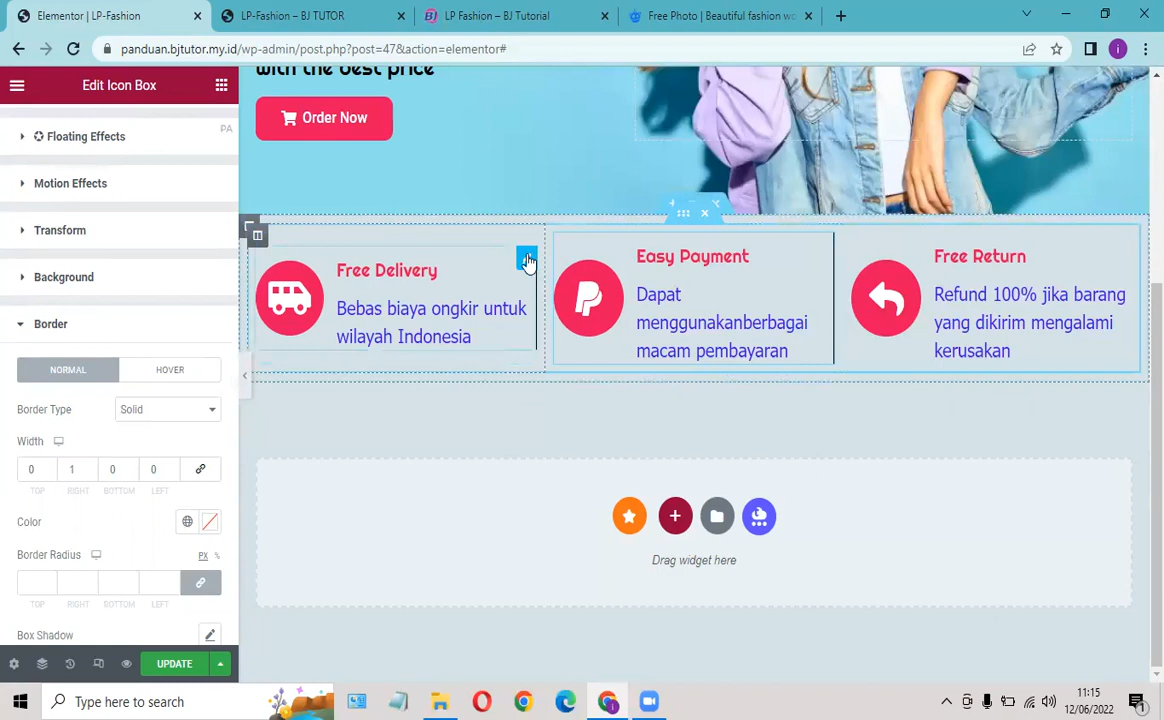 Elementor | LP-Fashion
LP-Fashion – BJ TUTOR
LP Fashion – BJ Tutorial
Free Photo | Beautiful fashion wo
panduan.bjtutor.my.id/wp-admin/post.php?post=47&action=elementor#
Edit Icon Box
Floating Effects
PA
Motion Effects
Transform
Background
Border
NORMAL
HOVER
Border Type
Solid
Width
0 1 0 0
TOP RIGHT BOTTOM LEFT
Color
Border Radius
PX %
TOP RIGHT BOTTOM LEFT
Box Shadow
UPDATE
with the best price
Order Now
Free Delivery
Bebas biaya ongkir untuk
wilayah Indonesia
Easy Payment
Dapat
menggunakanberbagai
macam pembayaran
Free Return
Refund 100% jika barang
yang dikirim mengalami
kerusakan
Drag widget here
Type here to search
11:15
12/06/2022